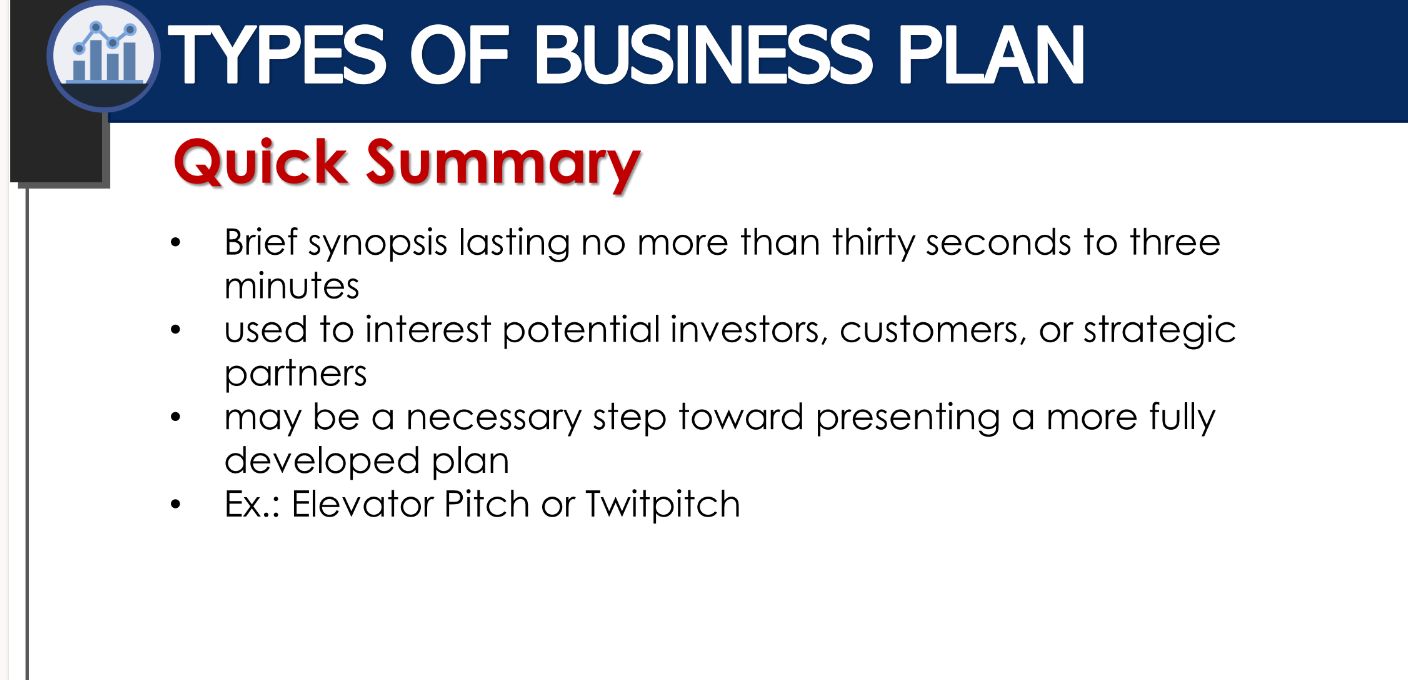 TYPES OF BUSINESS PLAN
Quick Summary
• Brief synopsis lasting no more than thirty seconds to three
minutes
• used to interest potential investors, customers, or strategic
partners
• may be a necessary step toward presenting a more fully
developed plan
• Ex.: Elevator Pitch or Twitpitch